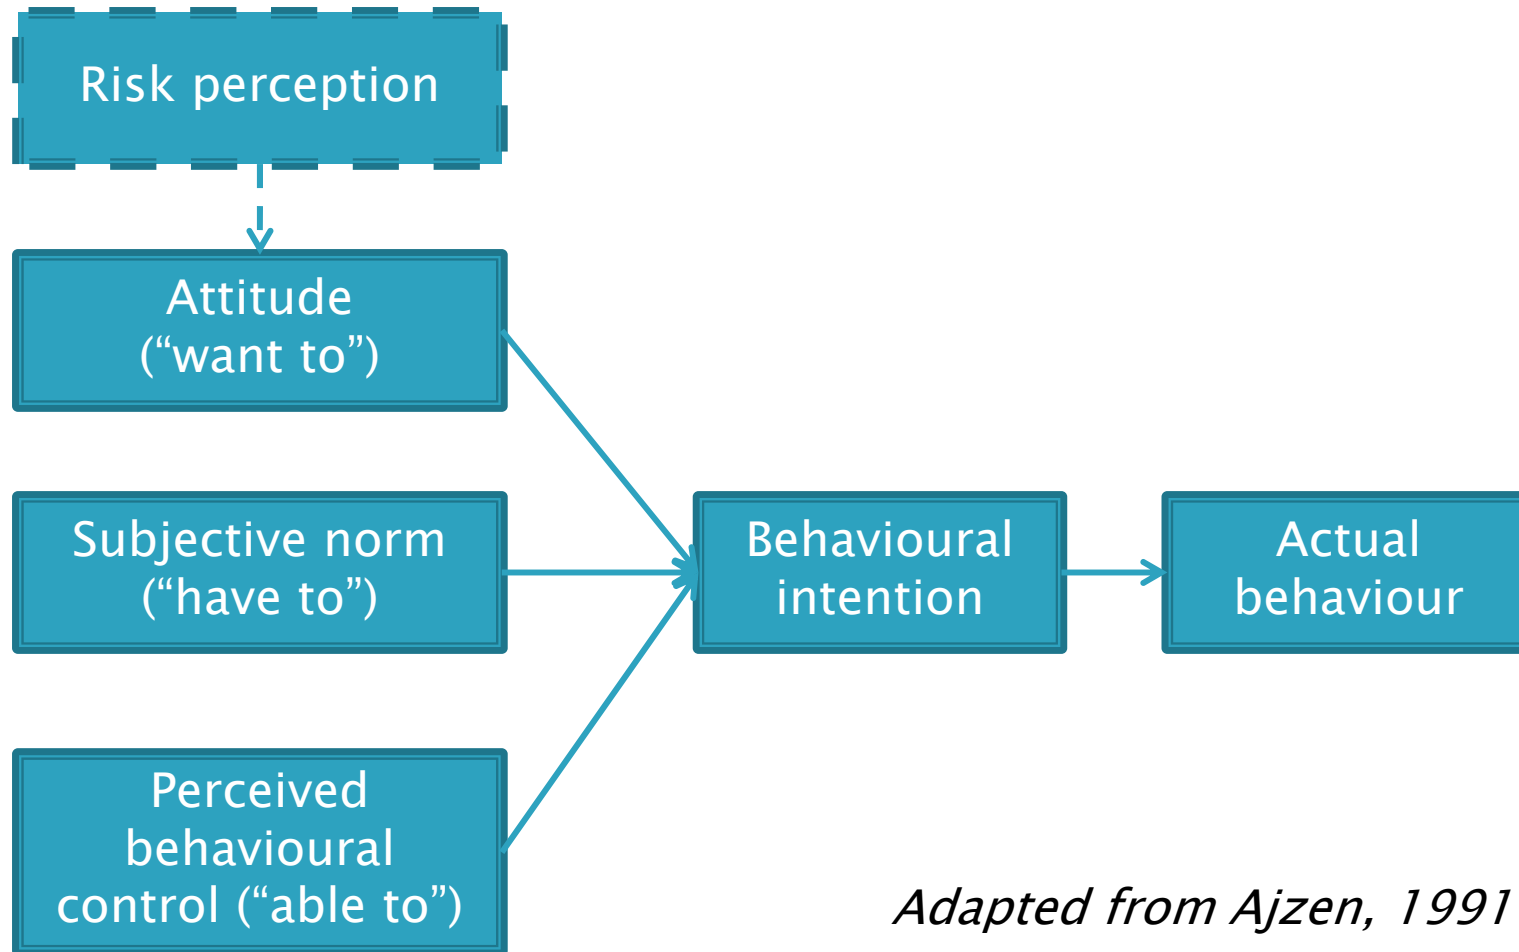 Risk perception
Attitude
(“want to”)
Subjective norm
(“have to”)
Perceived
behavioural
control (“able to”)
Behavioural
intention
Actual
behaviour
Adapted from Ajzen, 1991